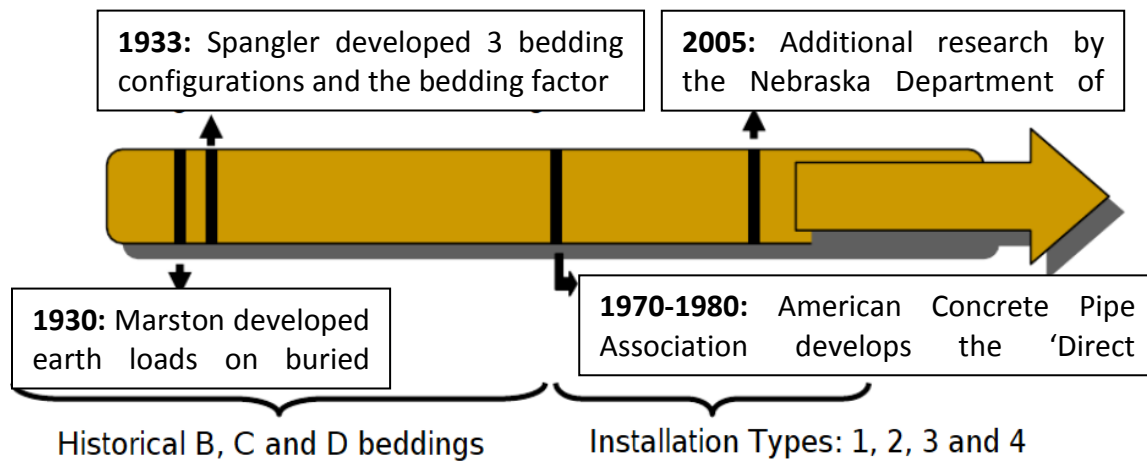 1933: Spangler developed 3 bedding
configurations and the bedding factor
2005: Additional research by
the Nebraska Department of
1930: Marston developed
earth loads on buried
1970-1980: American Concrete Pipe
Association develops the ‘Direct
Historical B, C and D beddings
Installation Types: 1, 2, 3 and 4